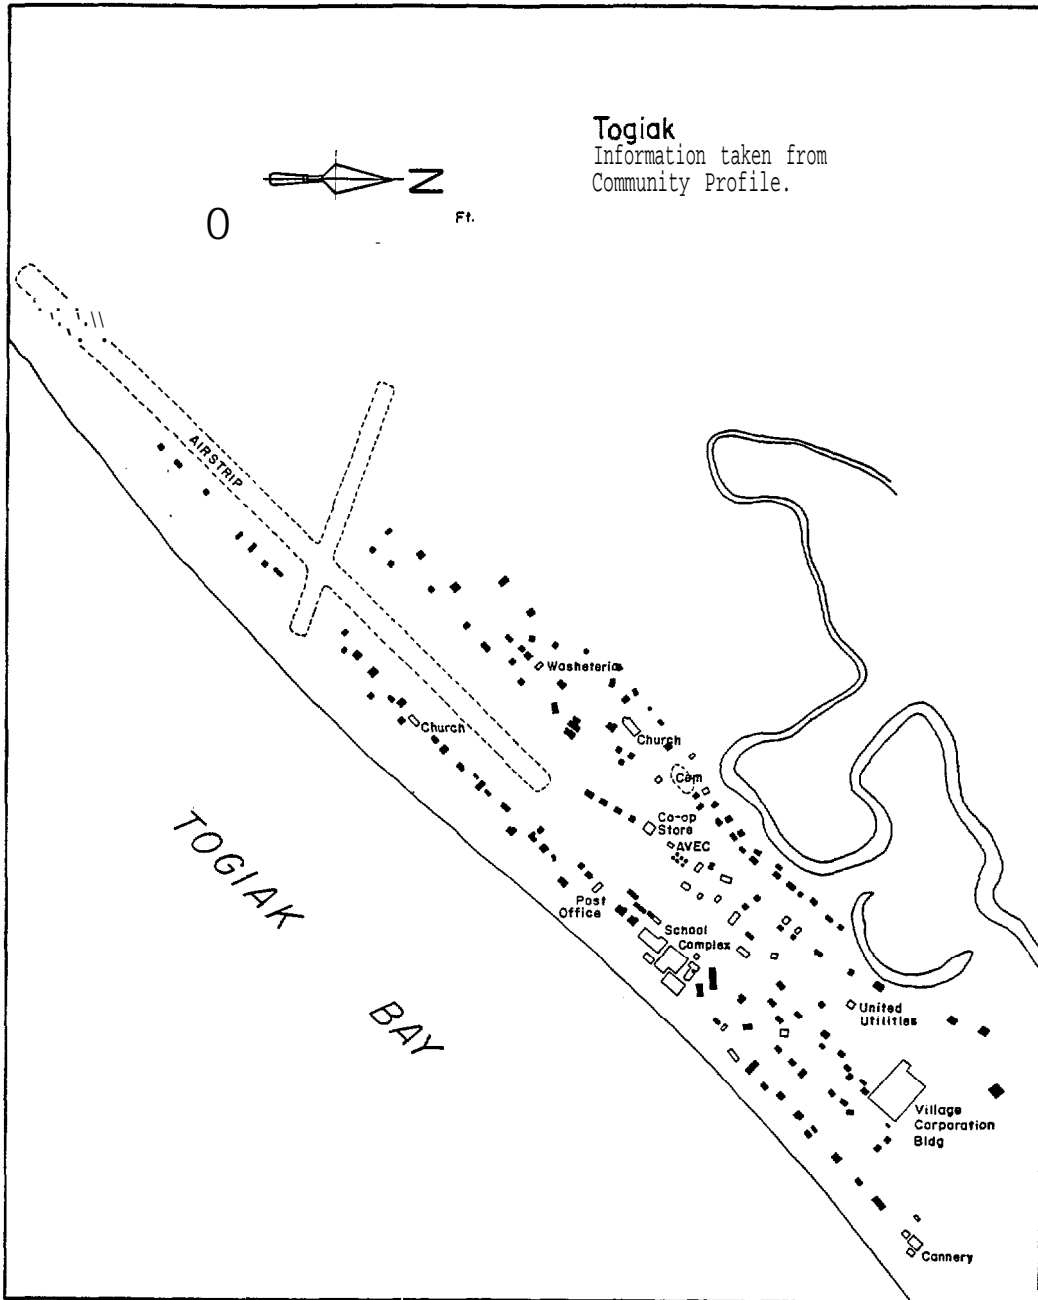 Togiak
Information taken from
Community Profile.
N
0
Ft.
AIRSTRIP
Washeteria
Church
Church
Cem
Co-op
Store
AVEC
Post
Office
School
Complex
TOGIAK
BAY
United
Utilities
Village
Corporation
Bldg
Cannery